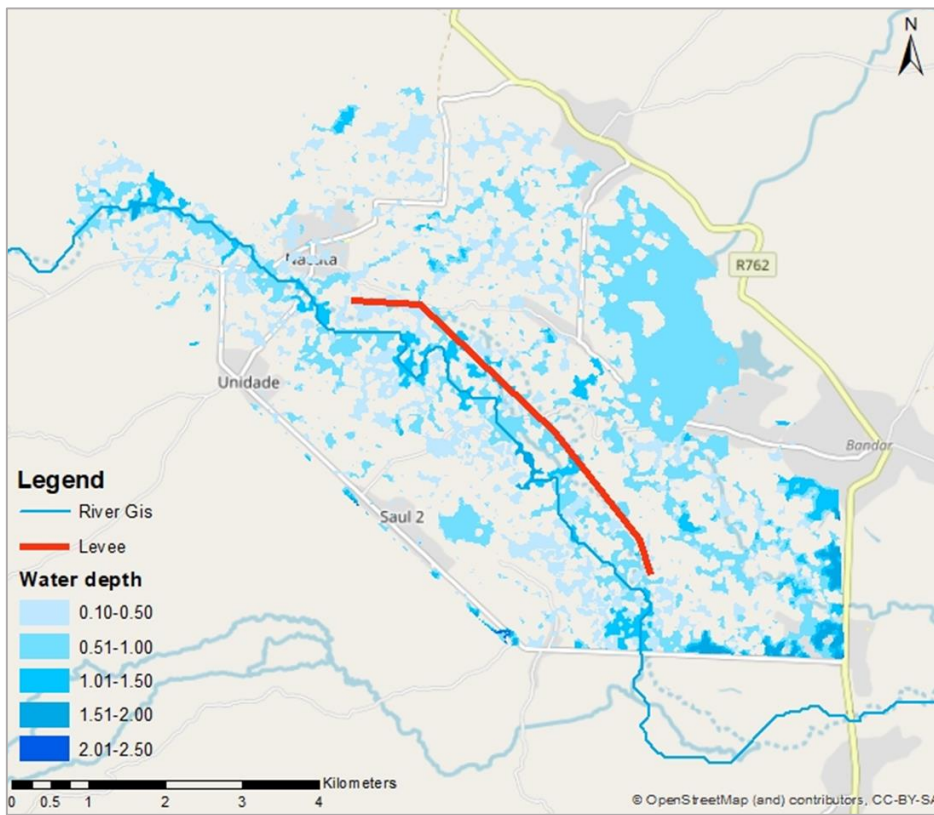 N
R762
Unidade
Bandar
Saul 2
Legend
River Gis
Levee
Water depth
0.10-0.50
0.51-1.00
1.01-1.50
1.51-2.00
2.01-2.50
Kilometers
0 0.5 1 2 3 4
© OpenStreetMap (and) contributors, CC-BY-SA